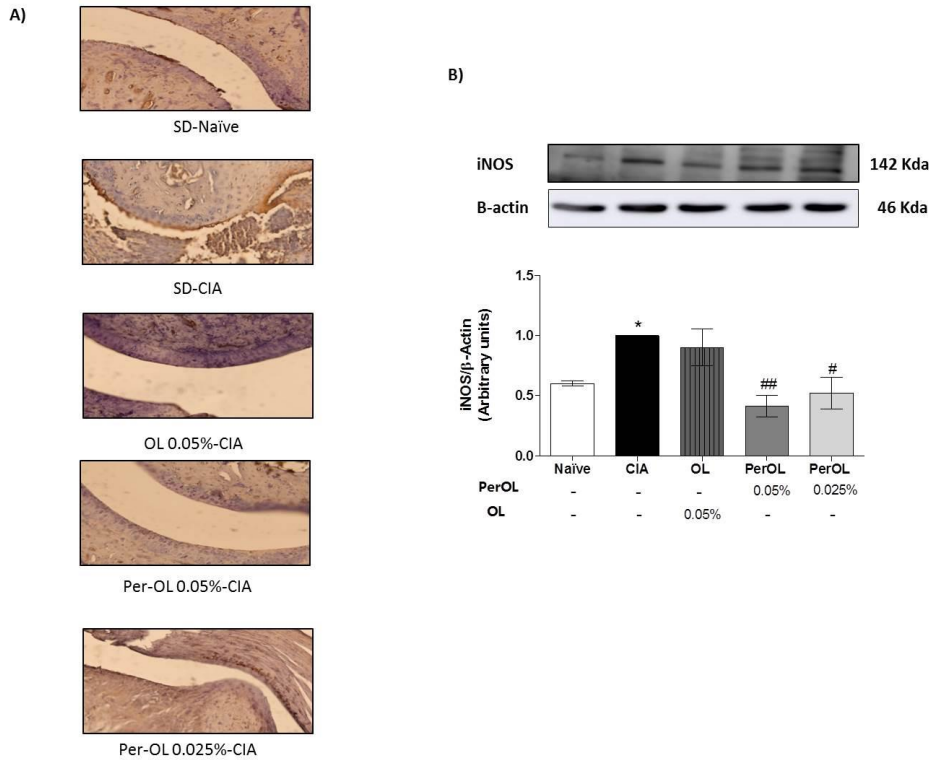 A)
SD-Naïve
SD-CIA
OL 0.05%-CIA
Per-OL 0.05%-CIA
Per-OL 0.025%-CIA
B)
iNOS 142 Kda
B-actin 46 Kda
iNOS/β-Actin
(Arbitrary units)
1.5
1.0
0.5
0.0
*
##
#
Naïve CIA OL PerOL PerOL
PerOL - - - 0.05% 0.025%
OL - - 0.05% - -